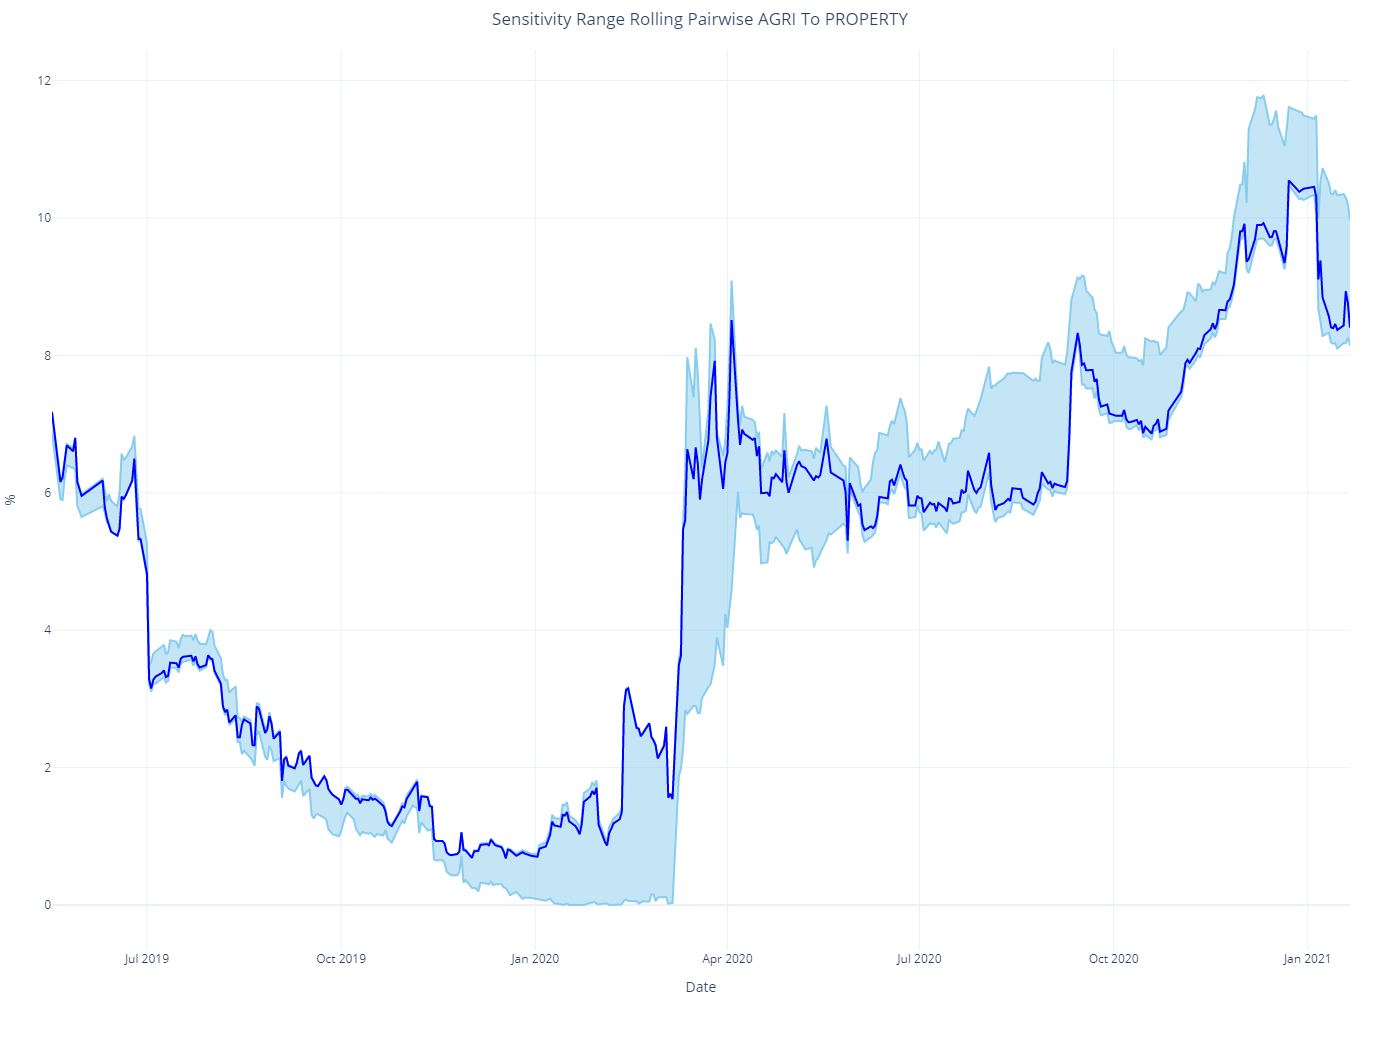 Sensitivity Range Rolling Pairwise AGRI To PROPERTY
12
10
8
6
4
2
0
%
Jul 2019
Oct 2019
Jan 2020
Apr 2020
Jul 2020
Oct 2020
Jan 2021
Date